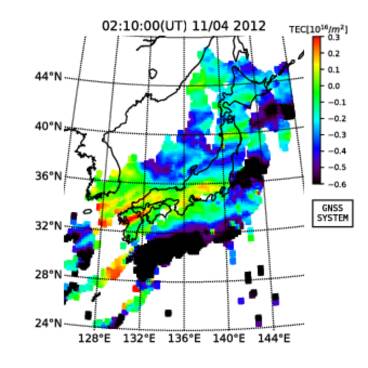 02:10:00(UT) 11/04 2012
TEC[10¹⁶/m²]
0.3
0.2
0.1
0.0
−0.1
−0.2
−0.3
−0.4
−0.5
−0.6
44°N
40°N
36°N
32°N
28°N
24°N
128°E 132°E 136°E 140°E 144°E
GNSS
SYSTEM